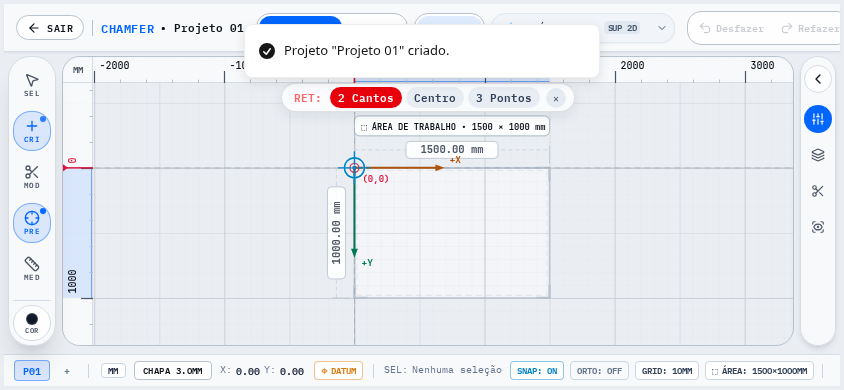 SAIR
CHAMFER • Projeto 01
SUP 2D
Desfazer
Refazer
Projeto "Projeto 01" criado.
MM
-2000
2000
3000
SEL
CRI
MOD
PRE
MED
COR
RET: 2 Cantos Centro 3 Pontos ×
ÁREA DE TRABALHO • 1500 × 1000 mm
1500.00 mm
+X
0
(0,0)
1000.00 mm
+Y
1000
P01 + MM CHAPA 3.0MM X: 0.00 Y: 0.00 DATUM SEL: Nenhuma seleção SNAP: ON ORTO: OFF GRID: 10MM ÁREA: 1500×1000MM